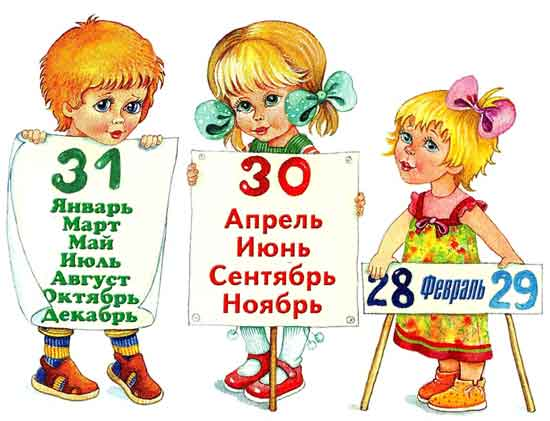 31
Январь
Март
Май
Июль
Август
Октябрь
Декабрь
30
Апрель
Июнь
Сентябрь
Ноябрь
28 Февраль 29